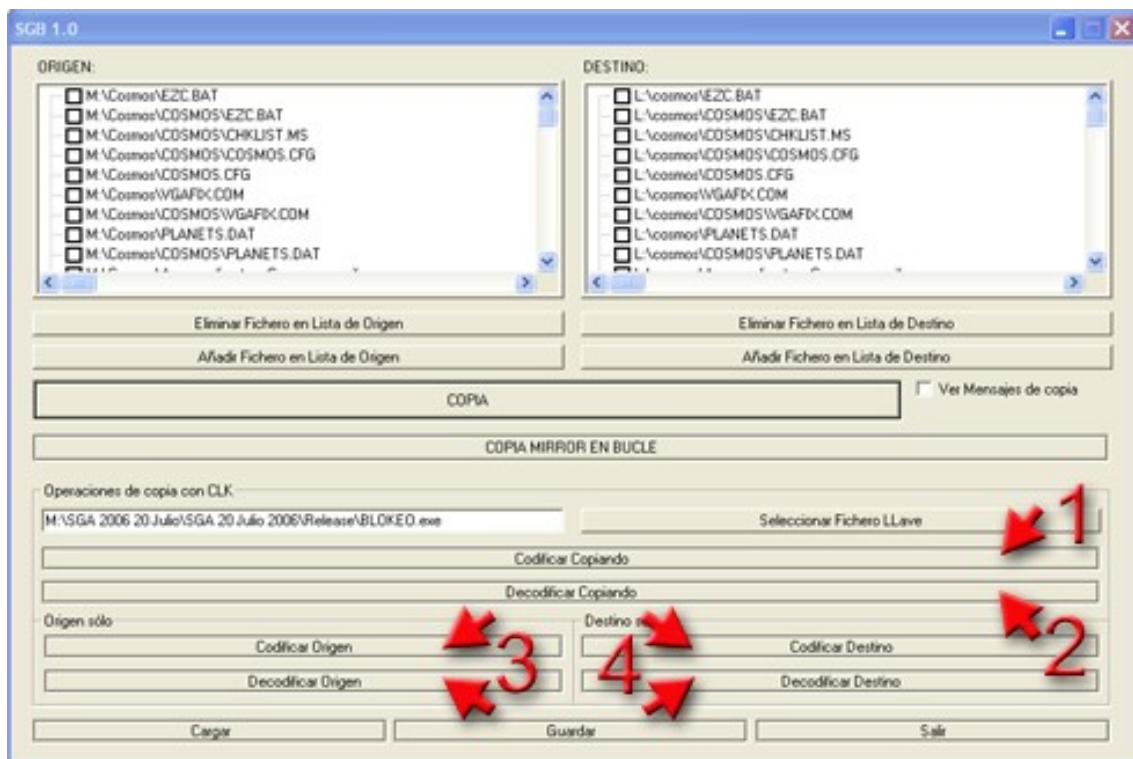 SGB 1.0
ORIGEN:
DESTINO:
M:\Cosmos\EZC.BAT
M:\Cosmos\COSMOS\EZC.BAT
M:\Cosmos\COSMOS\CHKLIST.MS
M:\Cosmos\COSMOS\COSMOS.CFG
M:\Cosmos\COSMOS.CFG
M:\Cosmos\VGAFIX.COM
M:\Cosmos\COSMOS\VGAFIX.COM
M:\Cosmos\PLANETS.DAT
M:\Cosmos\COSMOS\PLANETS.DAT
L:\cosmos\EZC.BAT
L:\cosmos\COSMOS\EZC.BAT
L:\cosmos\COSMOS\CHKLIST.MS
L:\cosmos\COSMOS\COSMOS.CFG
L:\cosmos\COSMOS.CFG
L:\cosmos\VGAFIX.COM
L:\cosmos\COSMOS\VGAFIX.COM
L:\cosmos\PLANETS.DAT
L:\cosmos\COSMOS\PLANETS.DAT
Eliminar Fichero en Lista de Origen
Eliminar Fichero en Lista de Destino
Añadir Fichero en Lista de Origen
Añadir Fichero en Lista de Destino
COPIA
Ver Mensajes de copia
COPIA MIRROR EN BUCLE
Operaciones de copia con CLK
M:\SGA 2006 20 Julio\SGA 20 Julio 2006\Release\BLOKEO.exe
Seleccionar Fichero LLave
1
Codificar Copiando
Decodificar Copiando
2
Origen sólo
Destino s
Codificar Origen
3
4
Codificar Destino
Decodificar Origen
Decodificar Destino
Cargar
Guardar
Salir